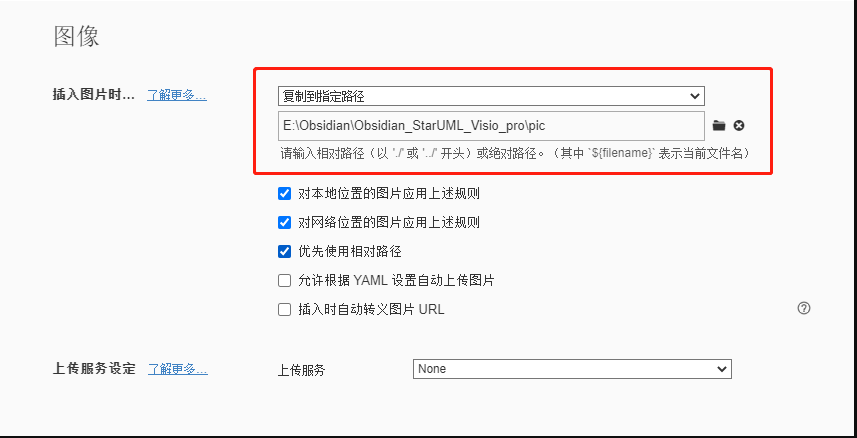 图像
插入图片时... 了解更多...
复制到指定路径
E:\Obsidian\Obsidian_StarUML_Visio_pro\pic
请输入相对路径（以 './' 或 '../' 开头）或绝对路径。（其中 `${filename}` 表示当前文件名）
对本地位置的图片应用上述规则
对网络位置的图片应用上述规则
优先使用相对路径
允许根据 YAML 设置自动上传图片
插入时自动转义图片 URL
上传服务设定 了解更多... 上传服务 None